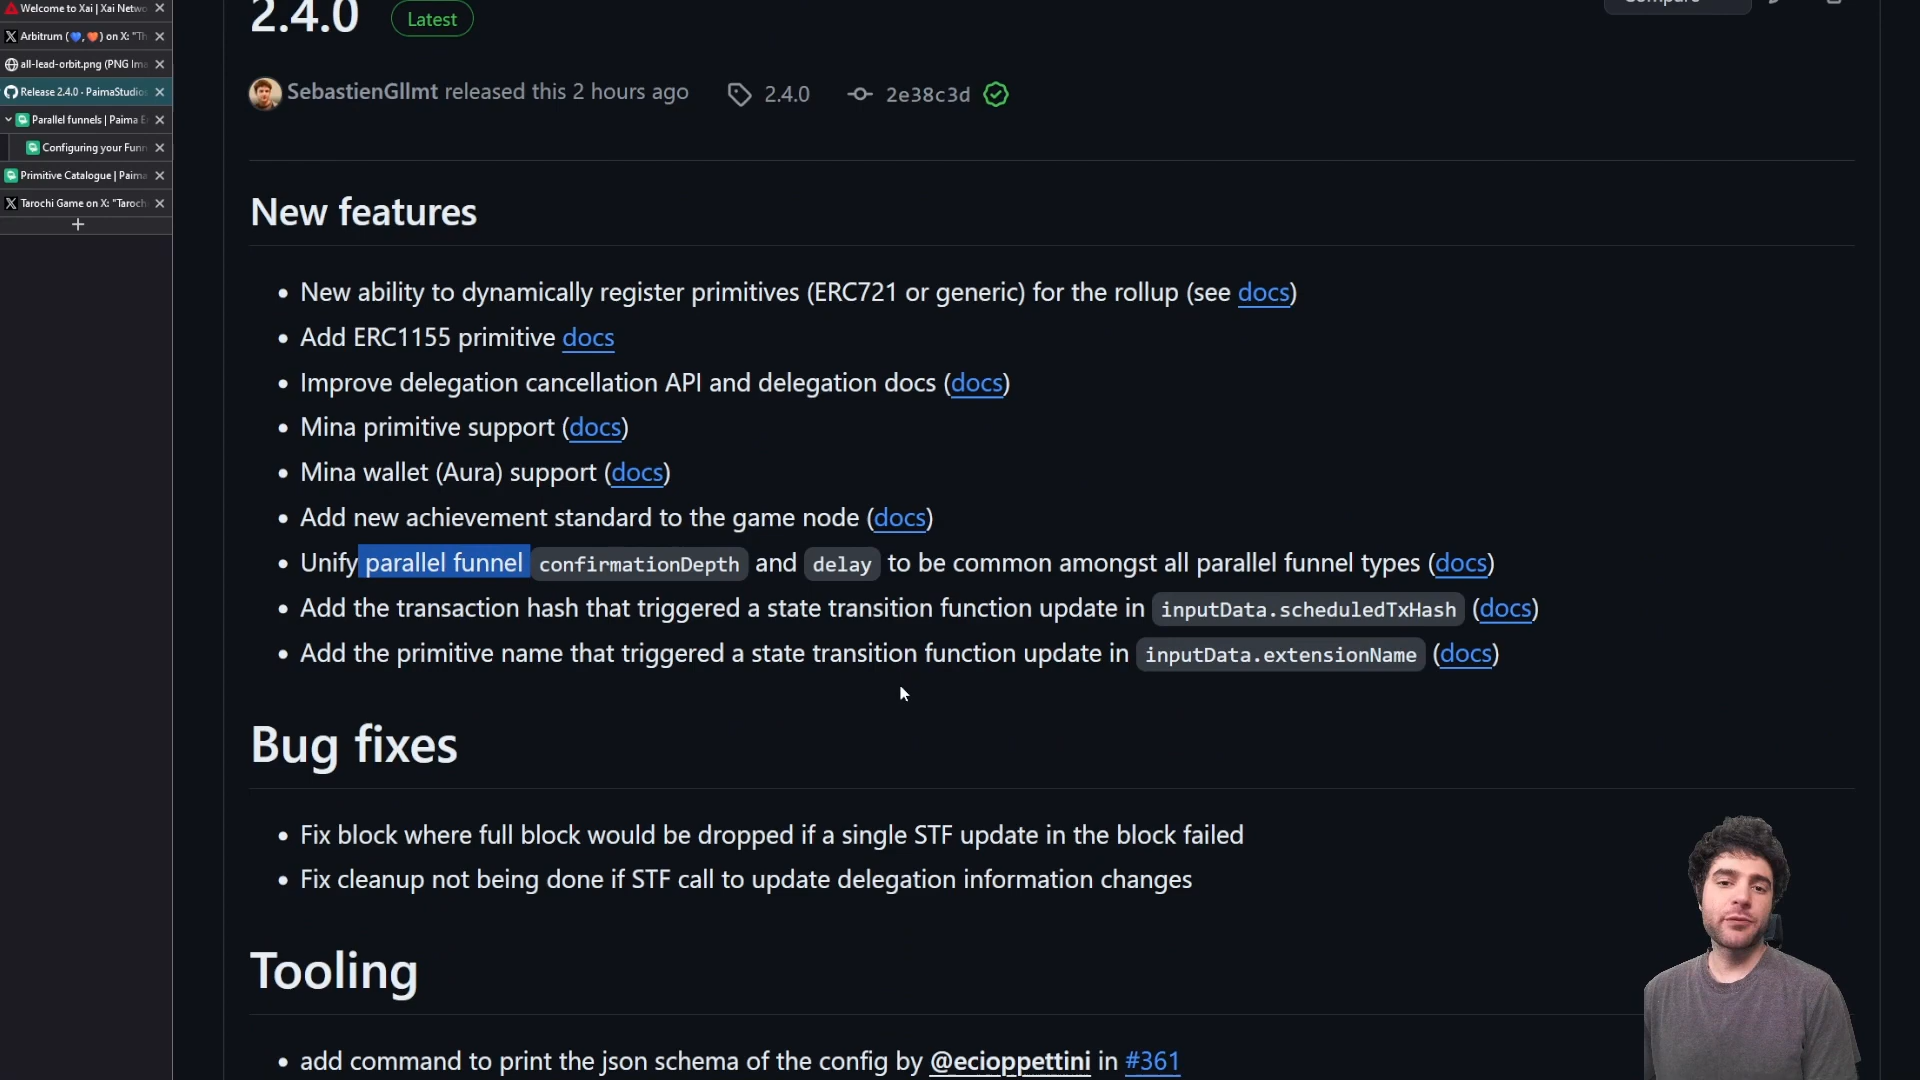 Welcome to Xai | Xai Netwo
Arbitrum (💙,🧡) on X: "Th
all-lead-orbit.png (PNG Ima
Release 2.4.0 · PaimaStudios
Parallel funnels | Paima E
Configuring your Funn
Primitive Catalogue | Paima
Tarochi Game on X: "Taroch
2.4.0 Latest
Compare
SebastienGllmt released this 2 hours ago 2.4.0 2e38c3d
New features
• New ability to dynamically register primitives (ERC721 or generic) for the rollup (see docs)
• Add ERC1155 primitive docs
• Improve delegation cancellation API and delegation docs (docs)
• Mina primitive support (docs)
• Mina wallet (Aura) support (docs)
• Add new achievement standard to the game node (docs)
• Unify parallel funnel confirmationDepth and delay to be common amongst all parallel funnel types (docs)
• Add the transaction hash that triggered a state transition function update in inputData.scheduledTxHash (docs)
• Add the primitive name that triggered a state transition function update in inputData.extensionName (docs)
Bug fixes
• Fix block where full block would be dropped if a single STF update in the block failed
• Fix cleanup not being done if STF call to update delegation information changes
Tooling
• add command to print the json schema of the config by @ecioppettini in #361